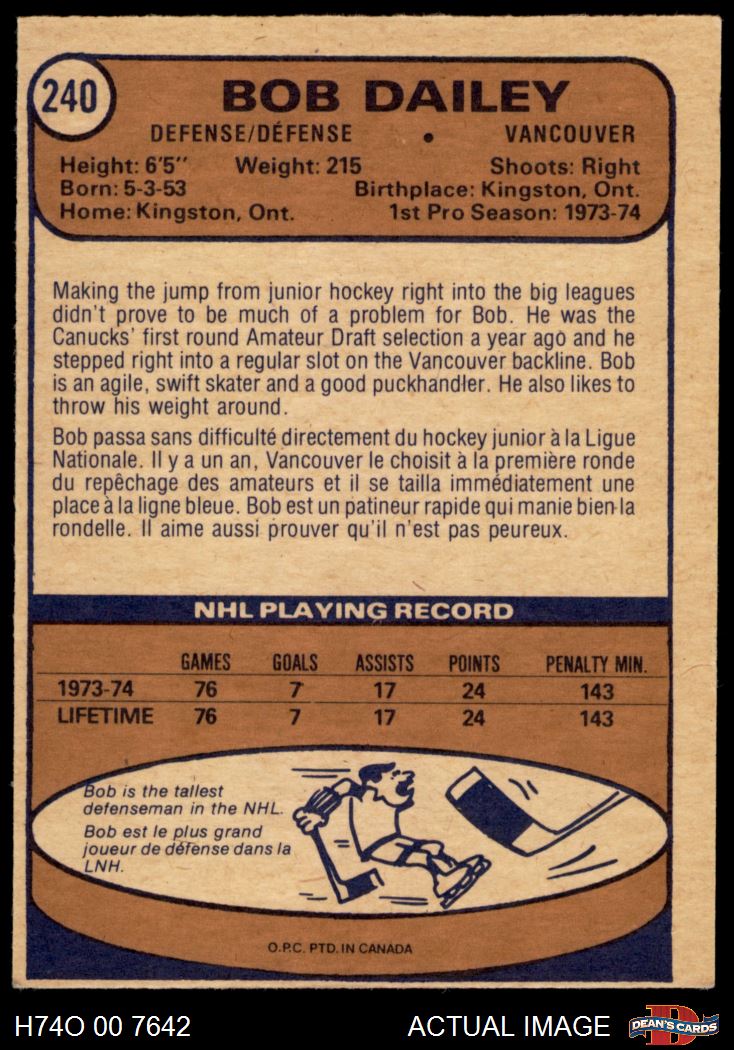 240
BOB DAILEY
DEFENSE/DÉFENSE • VANCOUVER
Height: 6'5" Weight: 215 Shoots: Right
Born: 5-3-53 Birthplace: Kingston, Ont.
Home: Kingston, Ont. 1st Pro Season: 1973-74
Making the jump from junior hockey right into the big leagues
didn't prove to be much of a problem for Bob. He was the
Canucks' first round Amateur Draft selection a year ago and he
stepped right into a regular slot on the Vancouver backline. Bob
is an agile, swift skater and a good puckhandler. He also likes to
throw his weight around.
Bob passa sans difficulté directement du hockey junior à la Ligue
Nationale. Il y a un an, Vancouver le choisit à la première ronde
du repêchage des amateurs et il se tailla immédiatement une
place à la ligne bleue. Bob est un patineur rapide qui manie bien la
rondelle. Il aime aussi prouver qu'il n'est pas peureux.
NHL PLAYING RECORD
GAMES GOALS ASSISTS POINTS PENALTY MIN.
1973-74 76 7 17 24 143
LIFETIME 76 7 17 24 143
Bob is the tallest
defenseman in the NHL.
Bob est le plus grand
joueur de défense dans la
LNH.
O.P.C. PTD. IN CANADA
H74O 00 7642 ACTUAL IMAGE D DEAN'S CARDS